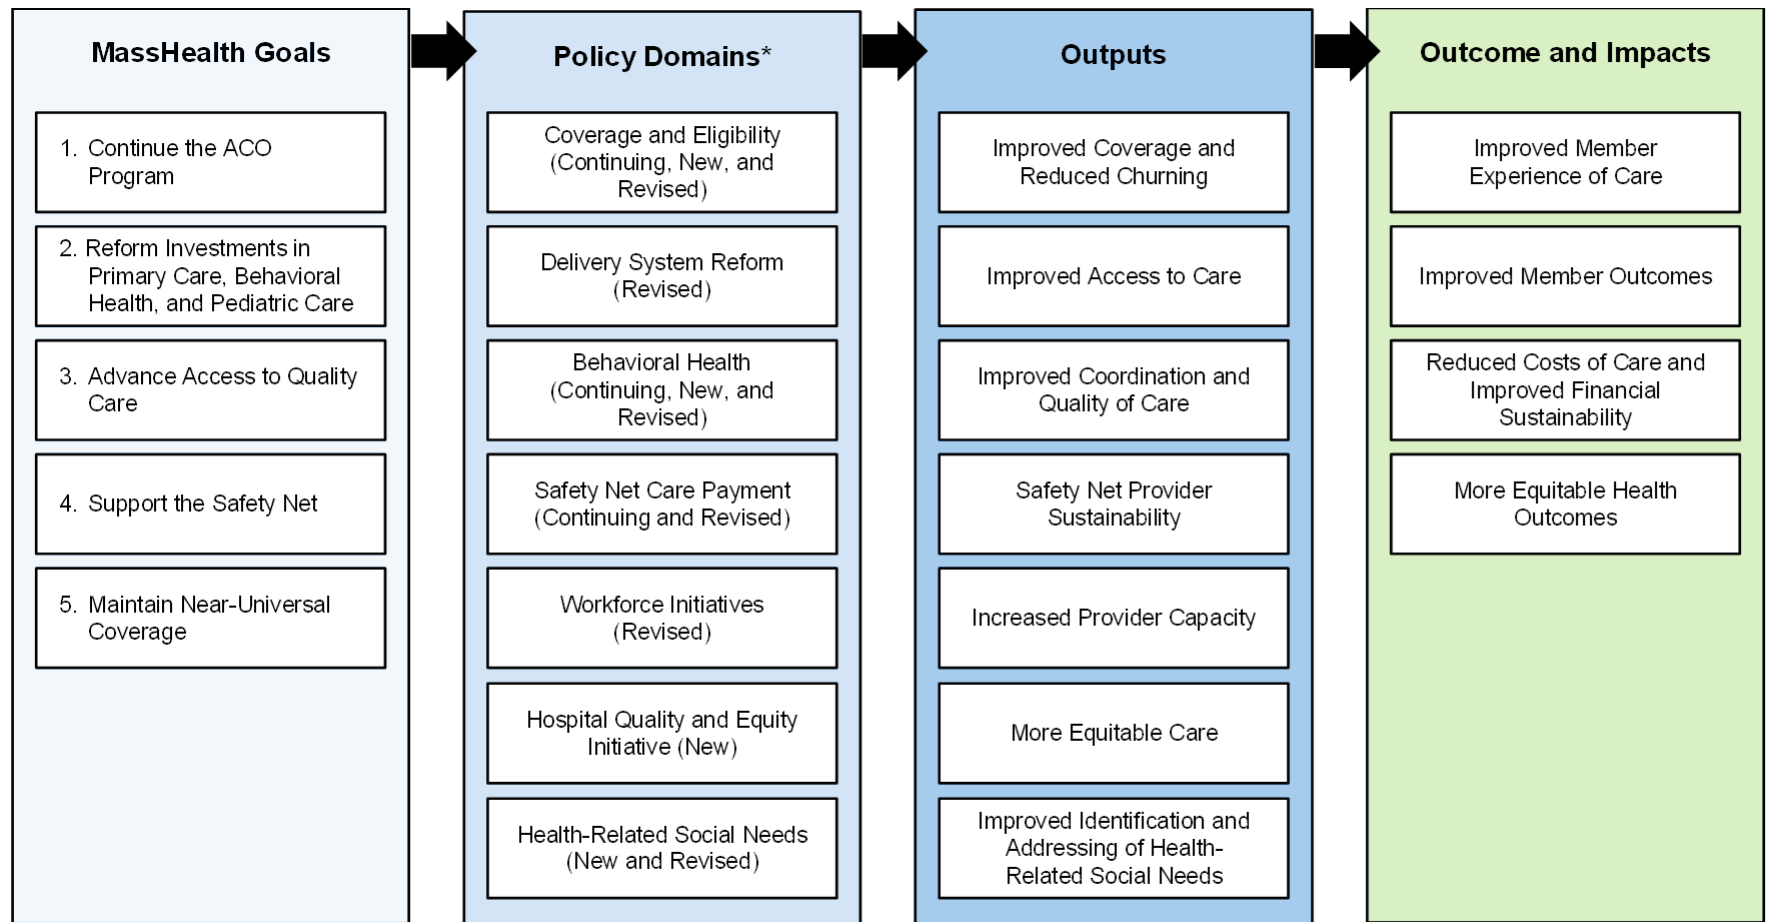 MassHealth Goals
1. Continue the ACO
Program
2. Reform Investments in
Primary Care, Behavioral
Health, and Pediatric Care
3. Advance Access to Quality
Care
4. Support the Safety Net
5. Maintain Near-Universal
Coverage
Policy Domains*
Coverage and Eligibility
(Continuing, New, and
Revised)
Delivery System Reform
(Revised)
Behavioral Health
(Continuing, New, and
Revised)
Safety Net Care Payment
(Continuing and Revised)
Workforce Initiatives
(Revised)
Hospital Quality and Equity
Initiative (New)
Health-Related Social Needs
(New and Revised)
Outputs
Improved Coverage and
Reduced Churning
Improved Access to Care
Improved Coordination and
Quality of Care
Safety Net Provider
Sustainability
Increased Provider Capacity
More Equitable Care
Improved Identification and
Addressing of Health-
Related Social Needs
Outcome and Impacts
Improved Member
Experience of Care
Improved Member Outcomes
Reduced Costs of Care and
Improved Financial
Sustainability
More Equitable Health
Outcomes